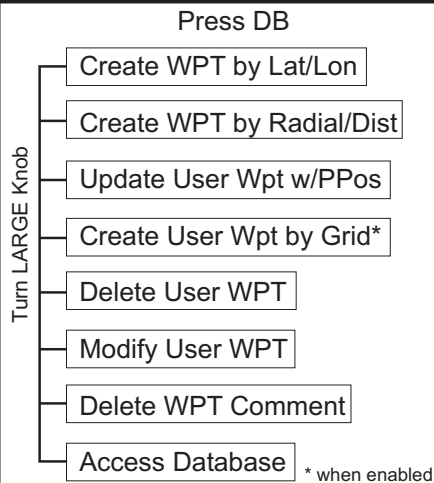 Press DB
Turn LARGE Knob
Create WPT by Lat/Lon
Create WPT by Radial/Dist
Update User Wpt w/PPos
Create User Wpt by Grid*
Delete User WPT
Modify User WPT
Delete WPT Comment
Access Database
* when enabled